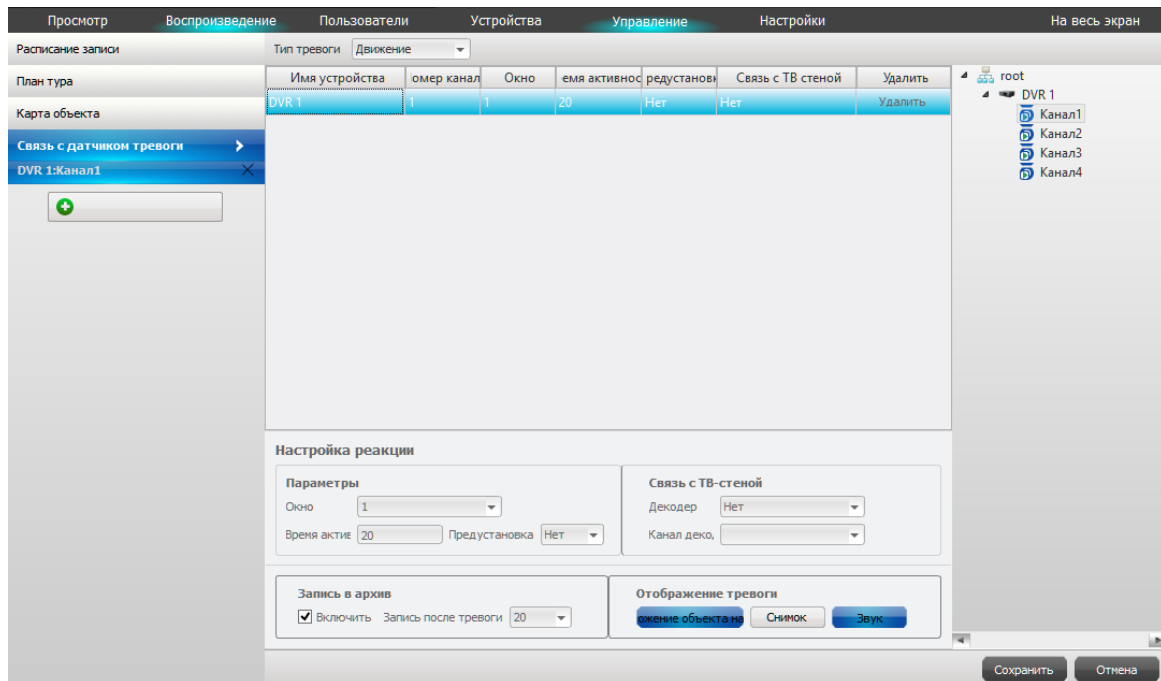 Просмотр Воспроизведение Пользователи Устройства Управление Настройки На весь экран
Расписание записи
План тура
Карта объекта
Связь с датчиком тревоги
DVR 1:Канал1
Тип тревоги Движение
Имя устройства омер канал Окно емя активнос редустановк Связь с ТВ стеной Удалить
DVR 1 1 1 20 Нет Нет Удалить
root
DVR 1
Канал1
Канал2
Канал3
Канал4
Настройка реакции
Параметры
Окно 1
Время актив 20 Предустановка Нет
Связь с ТВ-стеной
Декодер Нет
Канал деко,
Запись в архив
Включить Запись после тревоги 20
Отображение тревоги
ожение объекта на Снимок Звук
Сохранить Отмена